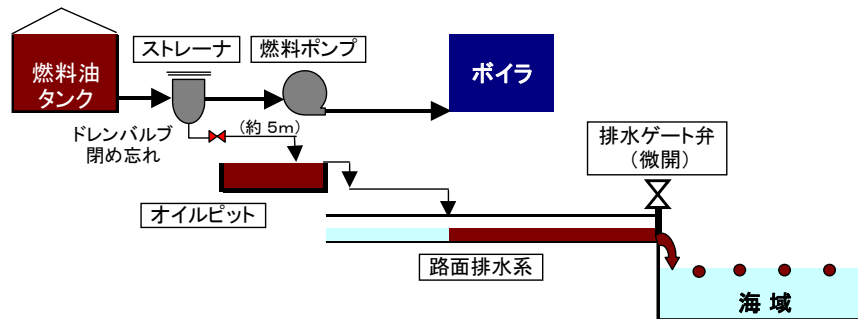 ストレーナ
燃料ポンプ
燃料油
タンク
ボイラ
ドレンバルブ
閉め忘れ
(約 5m)
排水ゲート弁
(微開)
オイルピット
路面排水系
海 域